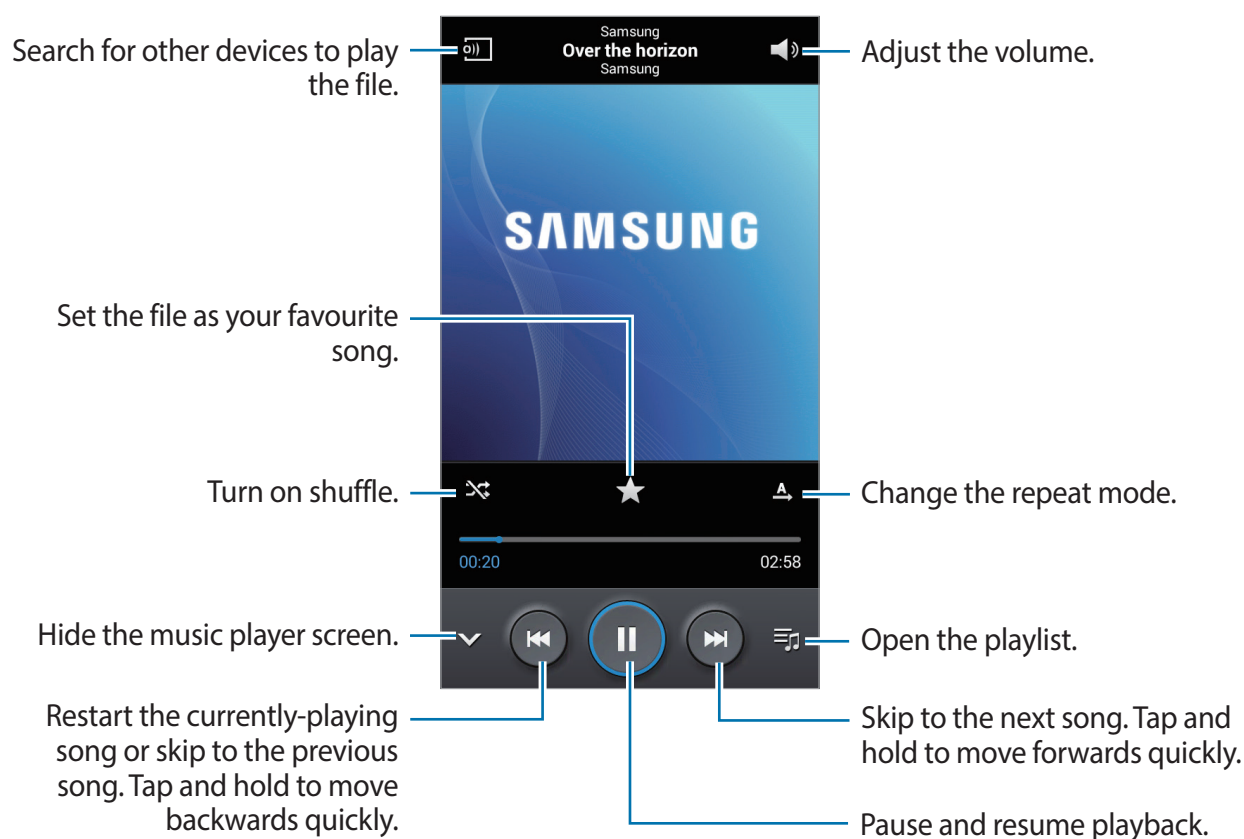 Samsung
Over the horizon
Samsung
Search for other devices to play
the file.
Adjust the volume.
SAMSUNG
Set the file as your favourite
song.
Turn on shuffle.
A
Change the repeat mode.
00:20
02:58
Hide the music player screen.
Open the playlist.
Restart the currently-playing
song or skip to the previous
song. Tap and hold to move
backwards quickly.
Skip to the next song. Tap and
hold to move forwards quickly.
Pause and resume playback.